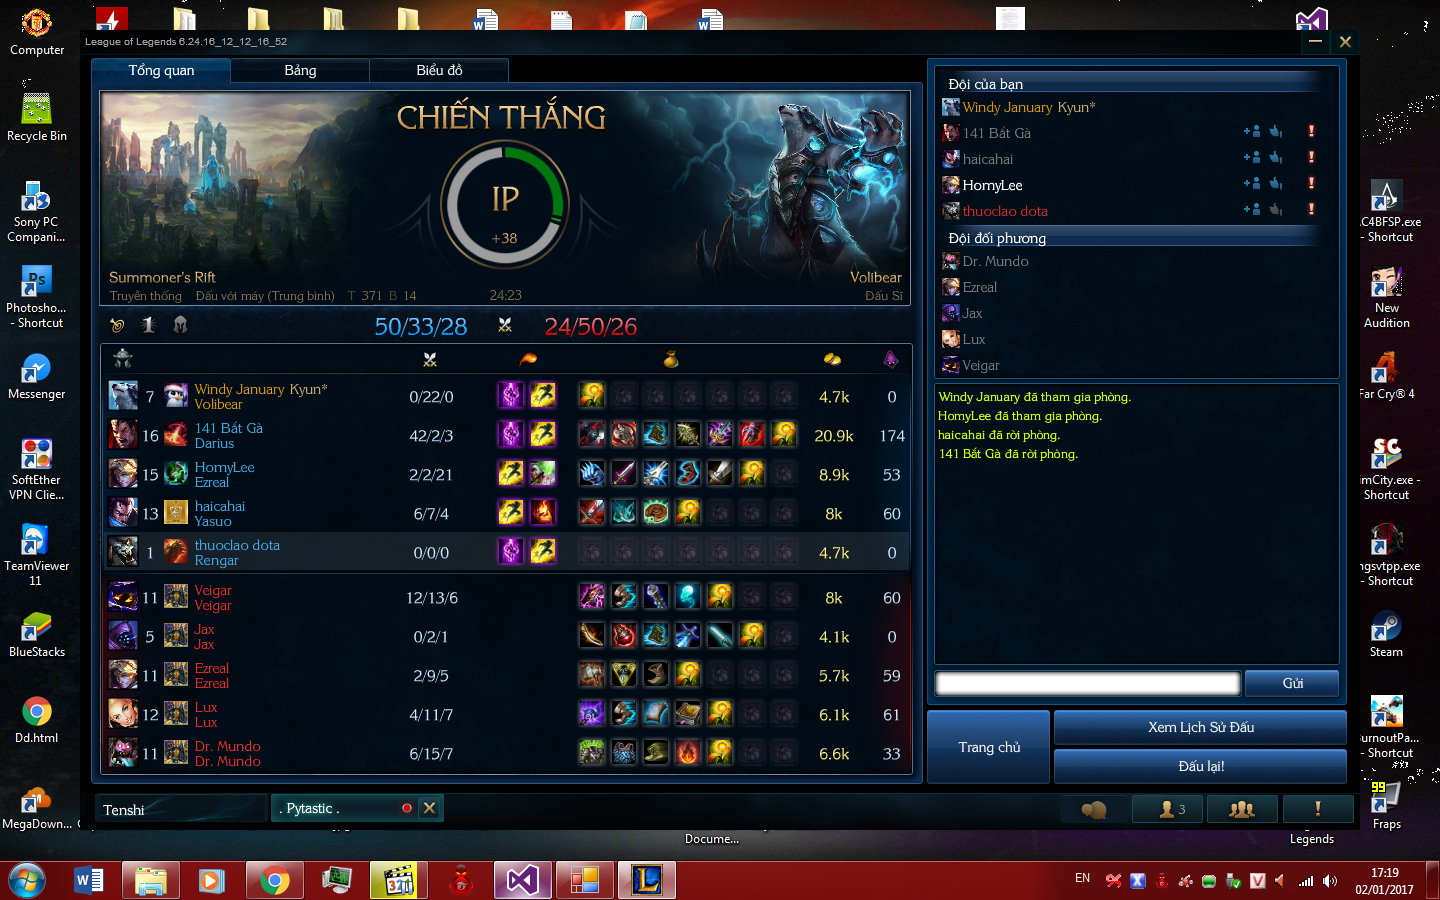 League of Legends 6.24.16_12_12_16_52
Computer
Recycle Bin
Sony PC
Compani...
Photosho...
- Shortcut
Messenger
SoftEther
VPN Clie...
TeamViewer
11
BlueStacks
Dd.html
MegaDown...
Tổng quan
Bảng
Biểu đồ
CHIẾN THẮNG
IP
+38
Summoner's Rift
Volibear
Truyền thống Đấu với máy (Trung bình) T 371 B 14
24:23
Đấu Sĩ
1
50/33/28
24/50/26
7 Windy January Kyun* 0/22/0 4.7k 0
Volibear
16 141 Bắt Gà 42/2/3 20.9k 174
Darius
15 HomyLee 2/2/21 8.9k 53
Ezreal
13 haicahai 6/7/4 8k 60
Yasuo
1 thuoclao dota 0/0/0 4.7k 0
Rengar
11 Veigar 12/13/6 8k 60
Veigar
5 Jax 0/2/1 4.1k 0
Jax
11 Ezreal 2/9/5 5.7k 59
Ezreal
12 Lux 4/11/7 6.1k 61
Lux
11 Dr. Mundo 6/15/7 6.6k 33
Dr. Mundo
Đội của bạn
Windy January Kyun*
141 Bắt Gà
haicahai
HomyLee
thuoclao dota
Đội đối phương
Dr. Mundo
Ezreal
Jax
Lux
Veigar
Windy January đã tham gia phòng.
HomyLee đã tham gia phòng.
haicahai đã rời phòng.
141 Bắt Gà đã rời phòng.
Gửi
Trang chủ
Xem Lịch Sử Đấu
Đấu lại!
Tenshi
. Pytastic .
3
Docume...
Legends
.C4BFSP.exe
- Shortcut
New
Audition
Far Cry® 4
SC
imCity.exe -
Shortcut
ngsvtpp.exe
- Shortcut
Steam
urnoutPa...
- Shortcut
99
Fraps
321
EN
17:19
02/01/2017